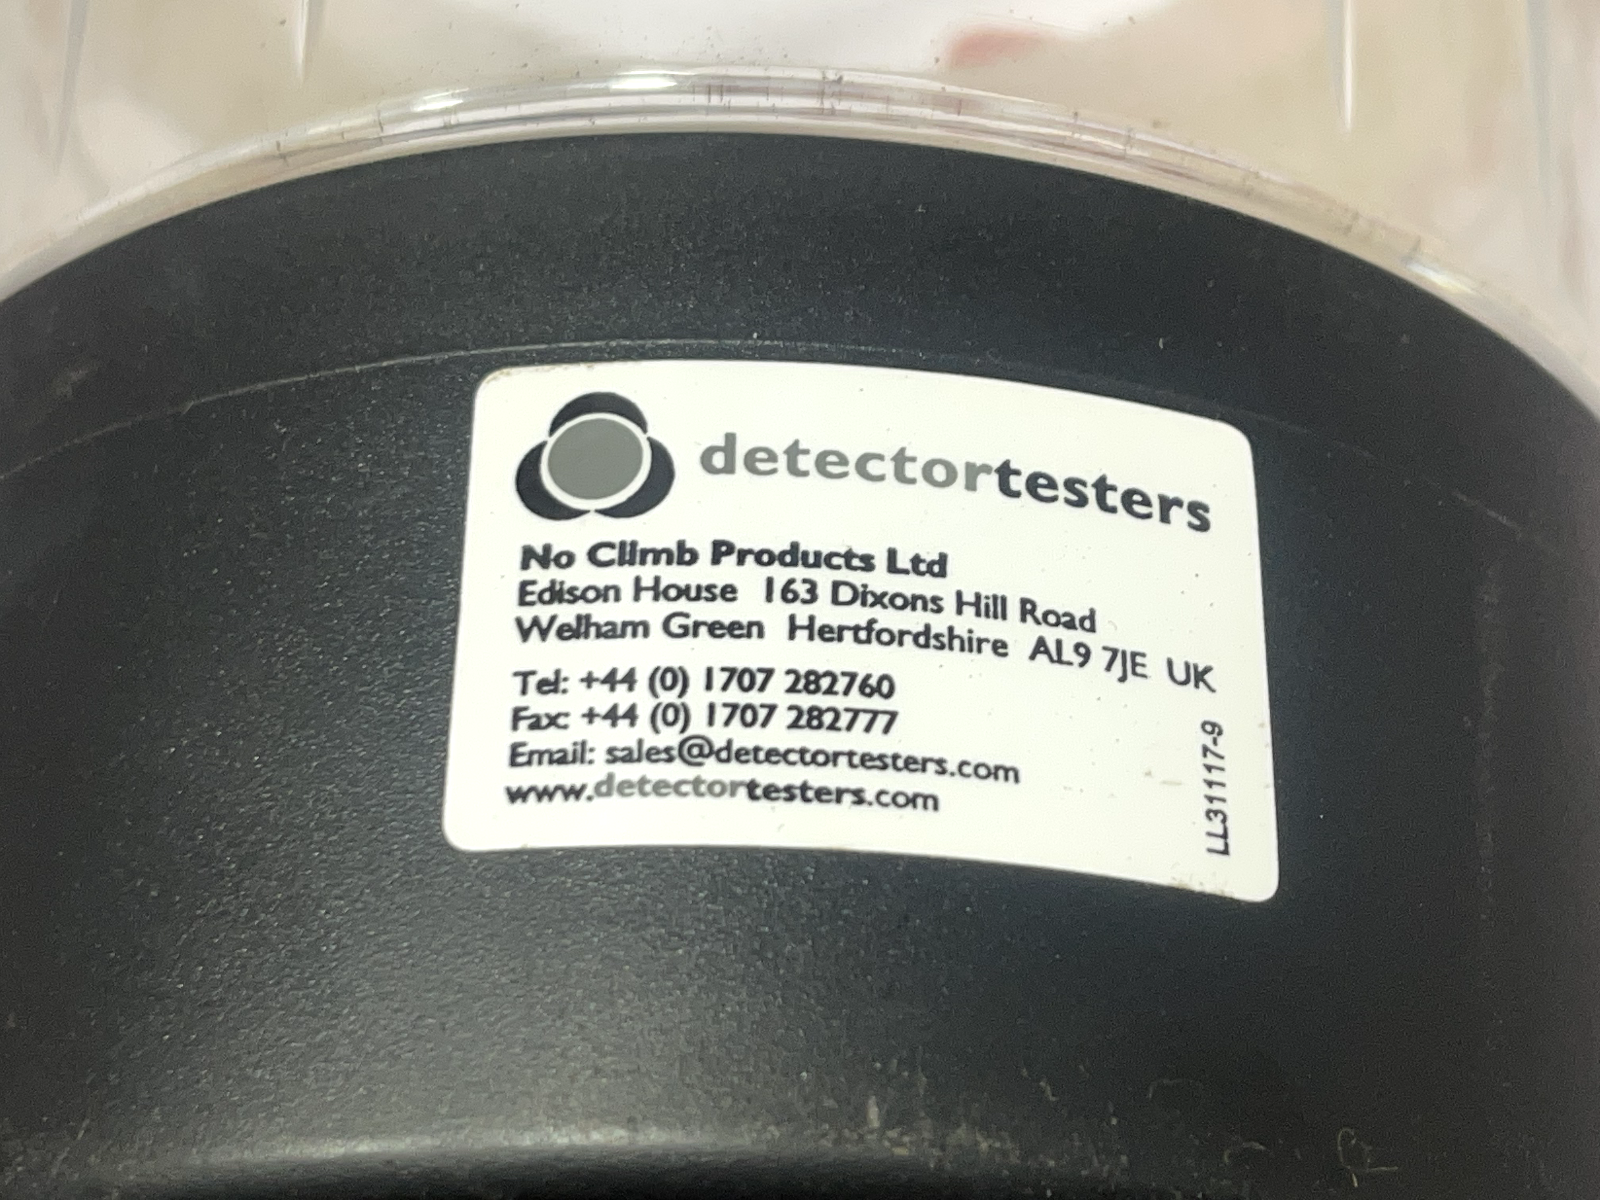 detectortesters
No Climb Products Ltd
Edison House 163 Dixons Hill Road
Welham Green Hertfordshire AL9 7JE UK
Tel: +44 (0) 1707 282760
Fax: +44 (0) 1707 282777
Email: sales@detectortesters.com
www.detectortesters.com
LL31117-9